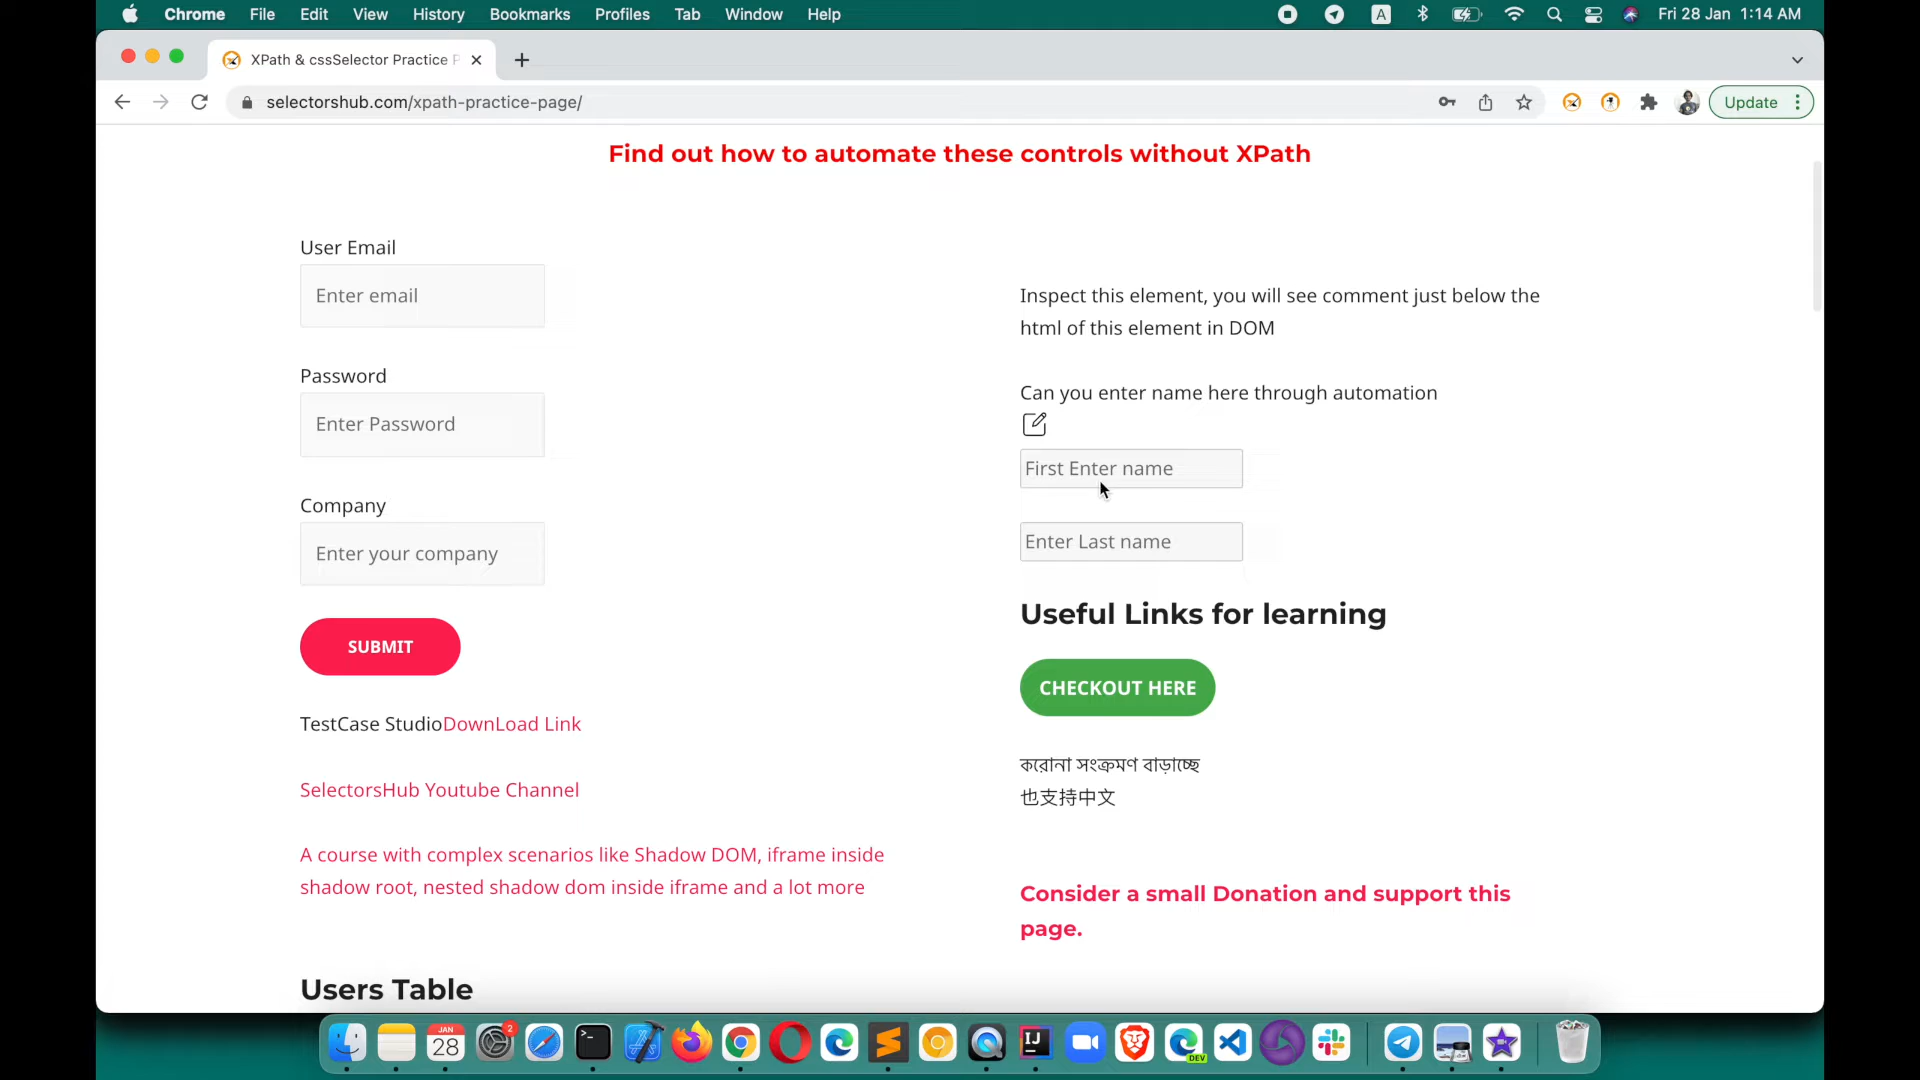 Chrome File Edit View History Bookmarks Profiles Tab Window Help
A
Fri 28 Jan 1:14 AM
XPath & cssSelector Practice P
selectorshub.com/xpath-practice-page/
Update
Find out how to automate these controls without XPath
User Email
Enter email
Password
Enter Password
Company
Enter your company
SUBMIT
TestCase StudioDownLoad Link
SelectorsHub Youtube Channel
A course with complex scenarios like Shadow DOM, iframe inside
shadow root, nested shadow dom inside iframe and a lot more
Users Table
Inspect this element, you will see comment just below the
html of this element in DOM
Can you enter name here through automation
First Enter name
Enter Last name
Useful Links for learning
CHECKOUT HERE
করোনা সংক্রমণ বাড়াচ্ছে
也支持中文
Consider a small Donation and support this
page.
JAN
28
2
IJ
DEV